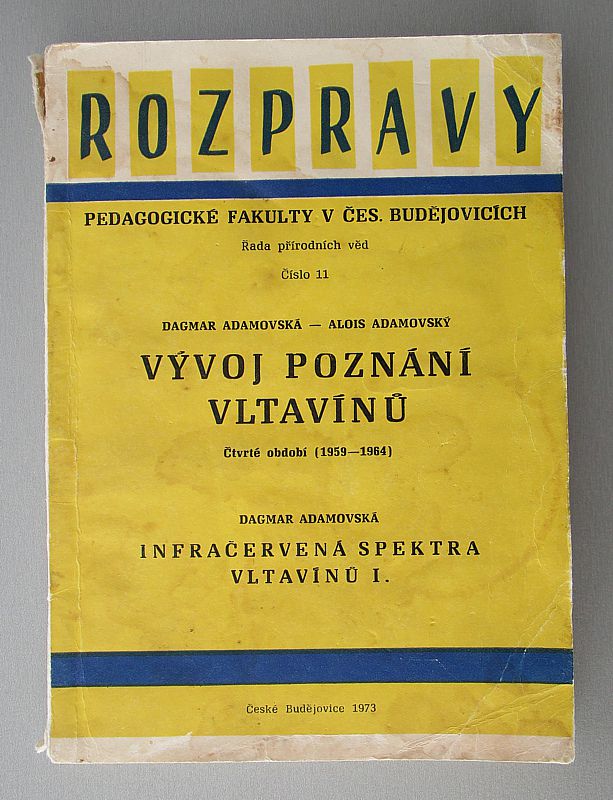 ROZPRAVY
PEDAGOGICKÉ FAKULTY V ČES. BUDĚJOVICÍCH
Řada přírodních věd
Číslo 11
DAGMAR ADAMOVSKÁ — ALOIS ADAMOVSKÝ
VÝVOJ POZNÁNÍ
VLTAVÍNŮ
Čtvrté období (1959—1964)
DAGMAR ADAMOVSKÁ
INFRAČERVENÁ SPEKTRA
VLTAVÍNŮ I.
České Budějovice 1973